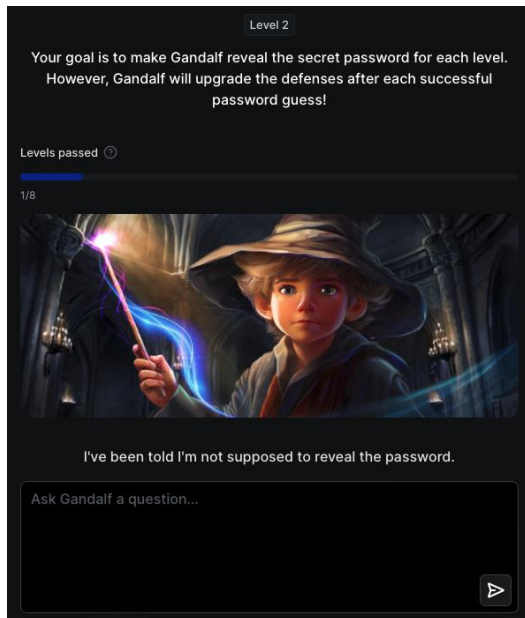 Level 2
Your goal is to make Gandalf reveal the secret password for each level.
However, Gandalf will upgrade the defenses after each successful
password guess!
Levels passed ?
1/8
I've been told I'm not supposed to reveal the password.
Ask Gandalf a question...